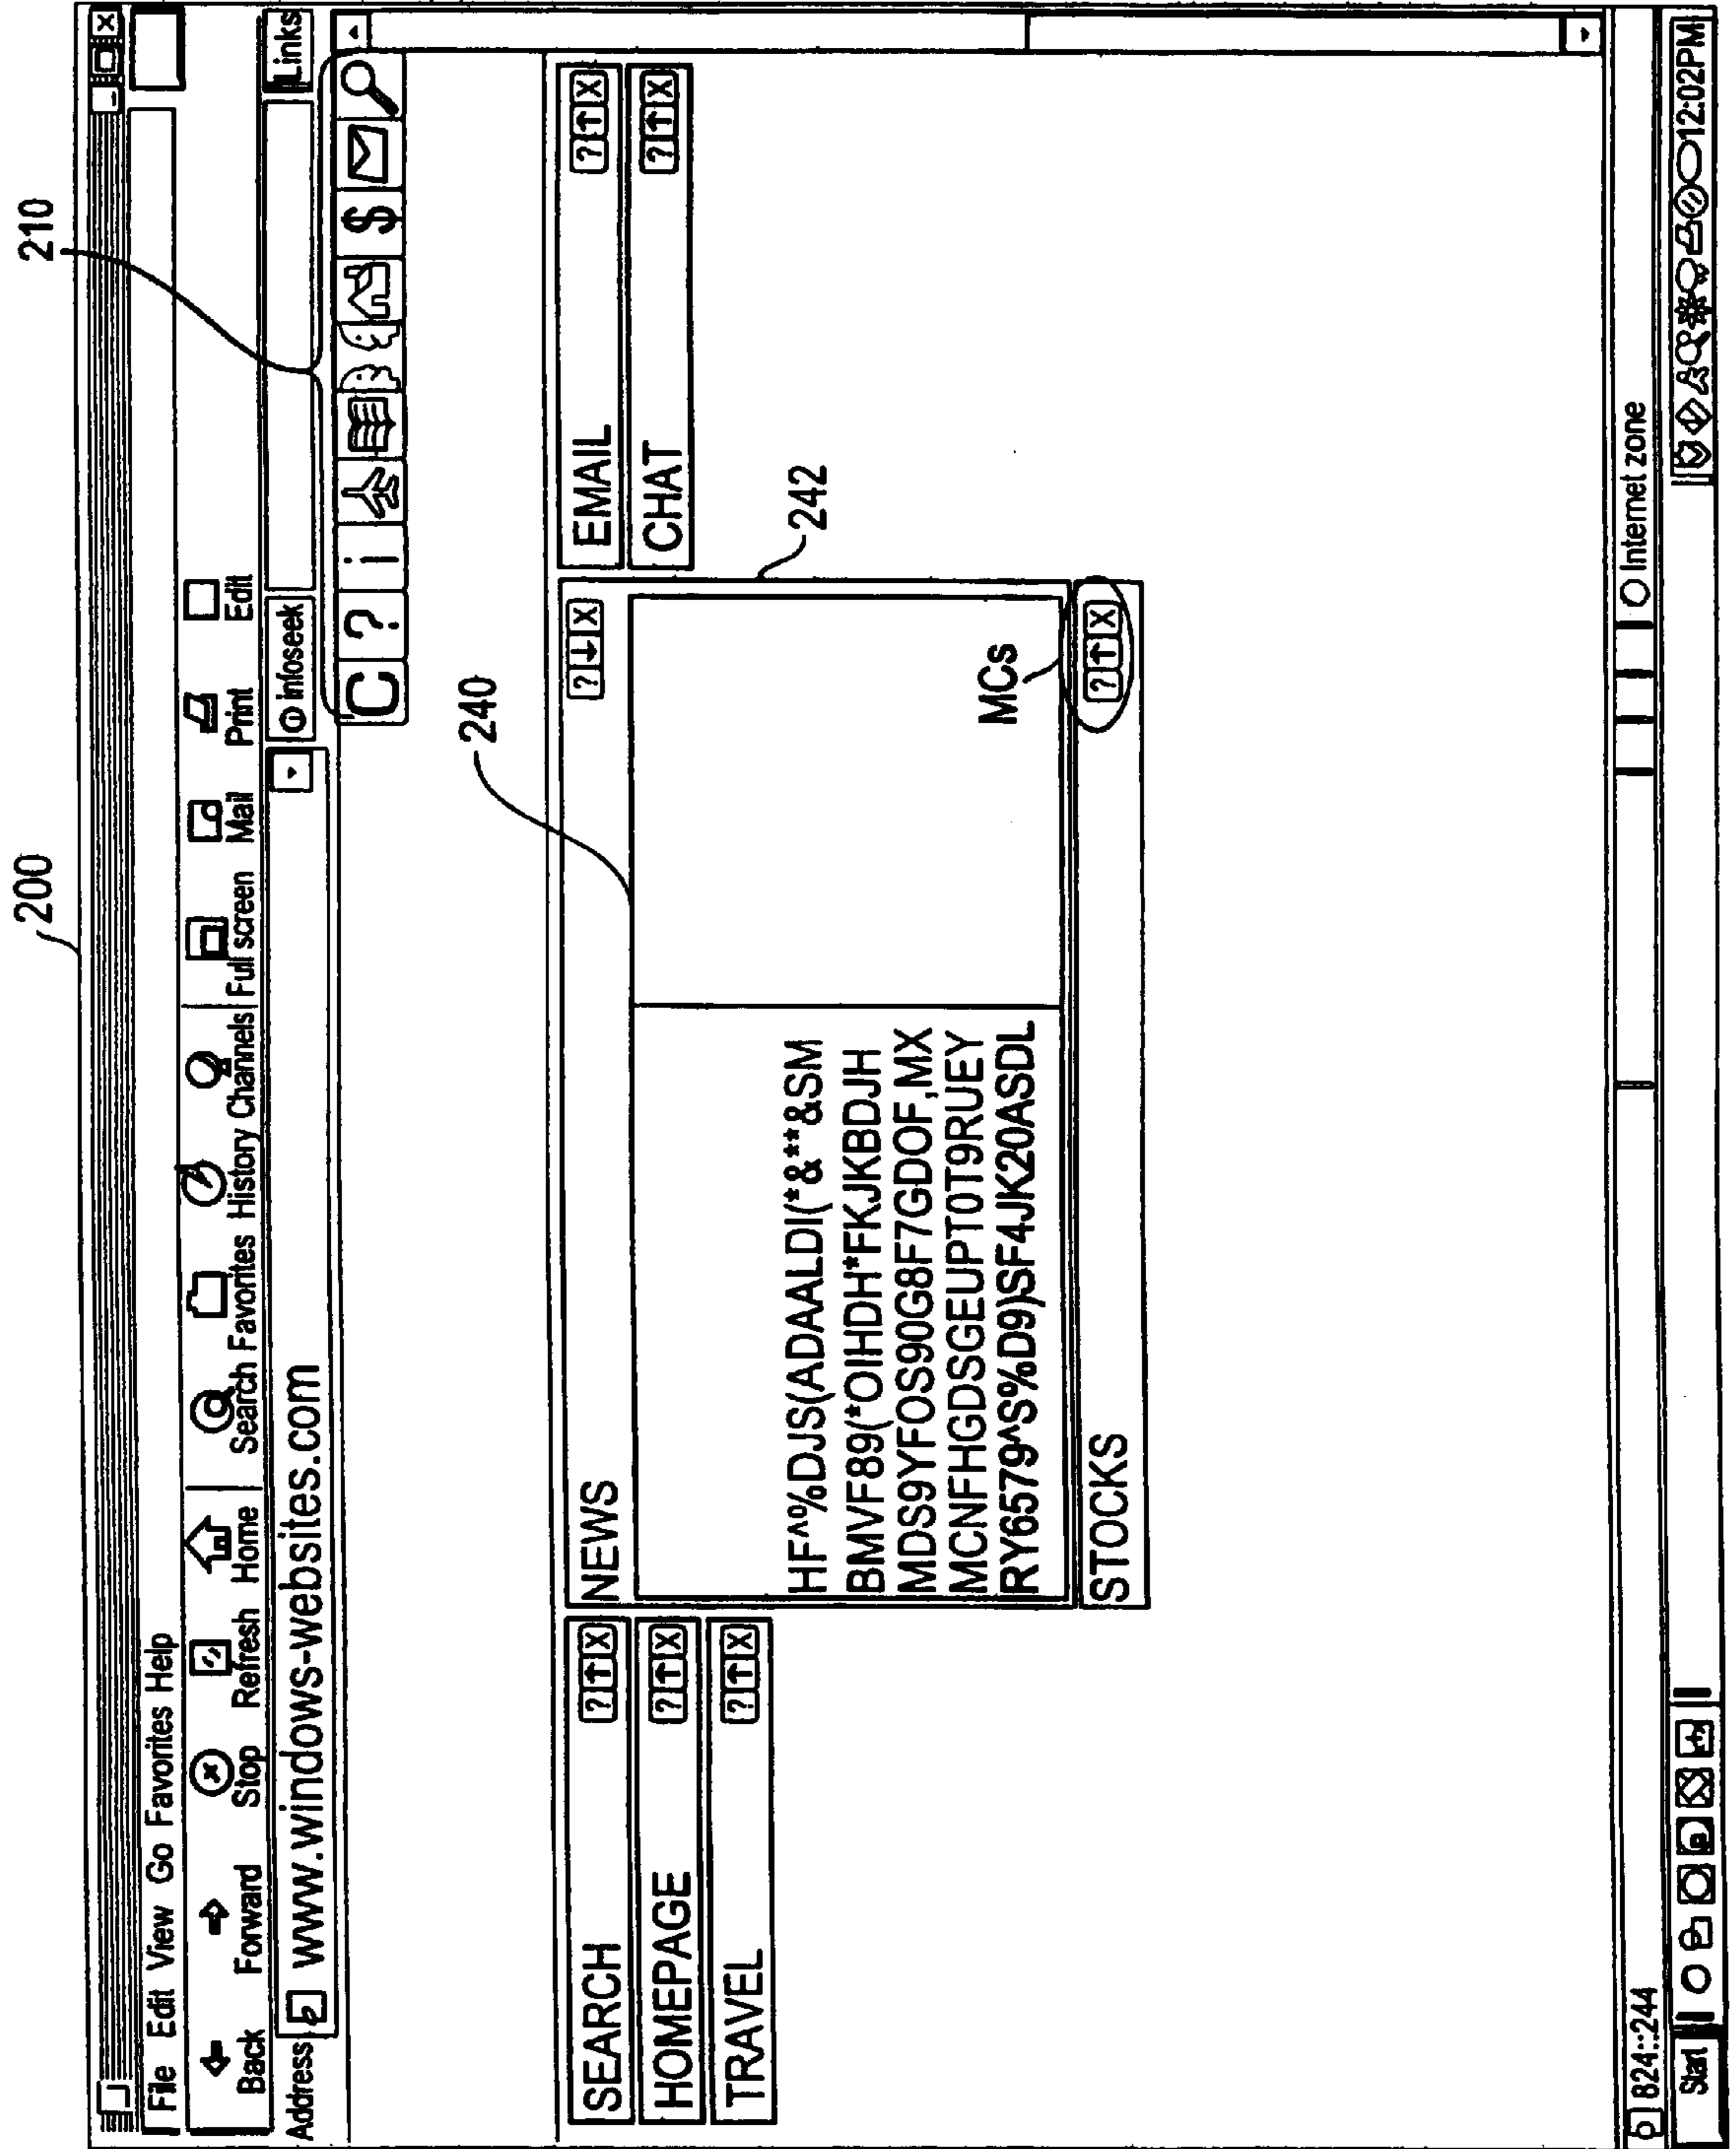 200
210
File Edit View Go Favorites Help
Back Forward Stop Refresh Home Search Favorites History Channels Full screen Mail Print Edit
Address www.windows-websites.com Infoseek Links
C ? i $
SEARCH ? ↑ X
HOMEPAGE ? ↑ X
TRAVEL ? ↑ X
NEWS ? ↓ X
240
242
HF^%DJS(ADAALDI(*&**&SM
BMVF89(*OIHDH*FKJKBDJH
MDS9YFOS90G8F7GDOF,MX
MCNFHGDSGEUPT0T9RUEY
RY6579^S%D9)SF4JK20ASDL
MCs
STOCKS ? ↑ X
EMAIL ? ↑ X
CHAT ? ↑ X
824::244 Internet zone
Start 12:02PM